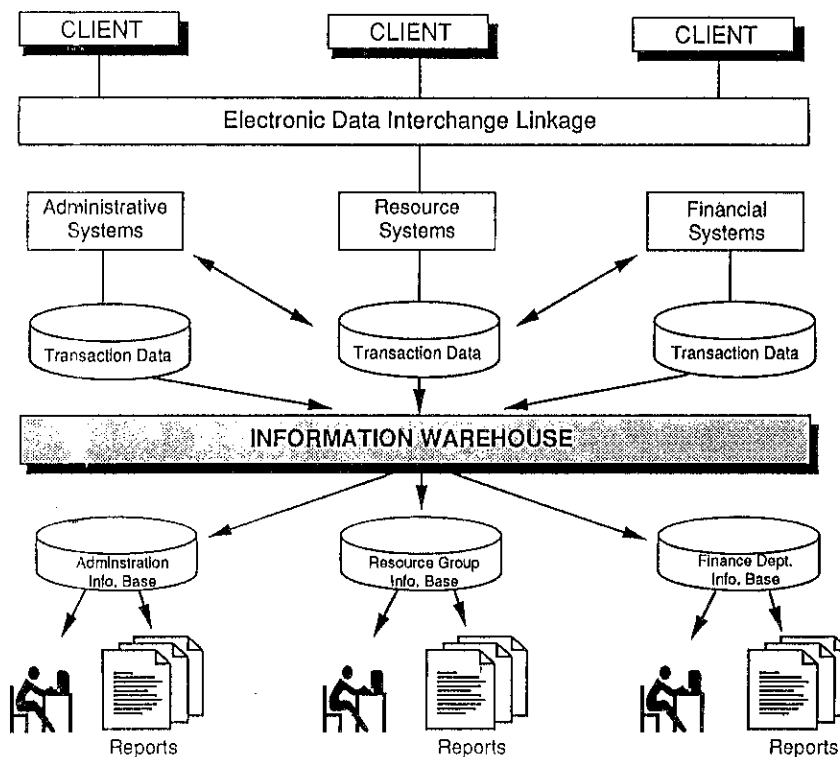 CLIENT
CLIENT
CLIENT
Electronic Data Interchange Linkage
Administrative
Systems
Resource
Systems
Financial
Systems
Transaction Data
Transaction Data
Transaction Data
INFORMATION WAREHOUSE
Adminstration
Info. Base
Resource Group
Info. Base
Finance Dept.
Info. Base
Reports
Reports
Reports